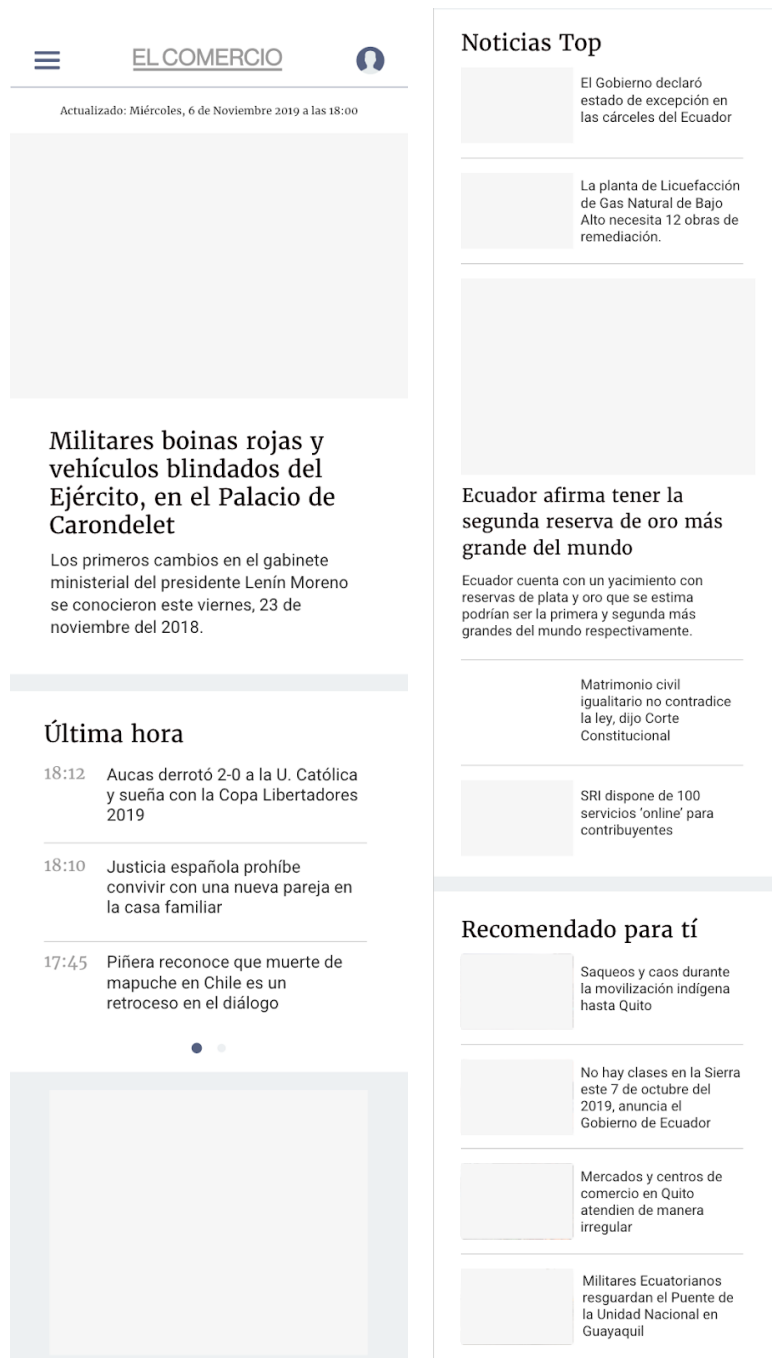 EL COMERCIO
Actualizado: Miércoles, 6 de Noviembre 2019 a las 18:00
Militares boinas rojas y
vehículos blindados del
Ejército, en el Palacio de
Carondelet
Los primeros cambios en el gabinete
ministerial del presidente Lenín Moreno
se conocieron este viernes, 23 de
noviembre del 2018.
Última hora
18:12 Aucas derrotó 2-0 a la U. Católica
y sueña con la Copa Libertadores
2019
18:10 Justicia española prohíbe
convivir con una nueva pareja en
la casa familiar
17:45 Piñera reconoce que muerte de
mapuche en Chile es un
retroceso en el diálogo
Noticias Top
El Gobierno declaró
estado de excepción en
las cárceles del Ecuador
La planta de Licuefacción
de Gas Natural de Bajo
Alto necesita 12 obras de
remediación.
Ecuador afirma tener la
segunda reserva de oro más
grande del mundo
Ecuador cuenta con un yacimiento con
reservas de plata y oro que se estima
podrían ser la primera y segunda más
grandes del mundo respectivamente.
Matrimonio civil
igualitario no contradice
la ley, dijo Corte
Constitucional
SRI dispone de 100
servicios ‘online’ para
contribuyentes
Recomendado para tí
Saqueos y caos durante
la movilización indígena
hasta Quito
No hay clases en la Sierra
este 7 de octubre del
2019, anuncia el
Gobierno de Ecuador
Mercados y centros de
comercio en Quito
atendien de manera
irregular
Militares Ecuatorianos
resguardan el Puente de
la Unidad Nacional en
Guayaquil